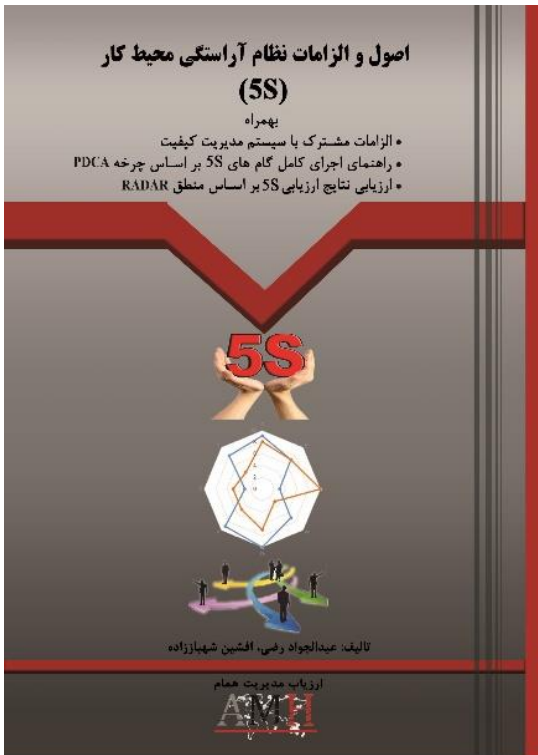 اصول و الزامات نظام آراستگی محیط کار
(5S)
بهمراه
• الزامات مشترک با سیستم مدیریت کیفیت
• راهنمای اجرای کامل گام های 5S بر اساس چرخه PDCA
• ارزیابی نتایج ارزیابی 5S بر اساس منطق RADAR
5S
تالیف: عبدالجواد رضی، افشین شهباززاده
ارزیاب مدیریت همام
AMH